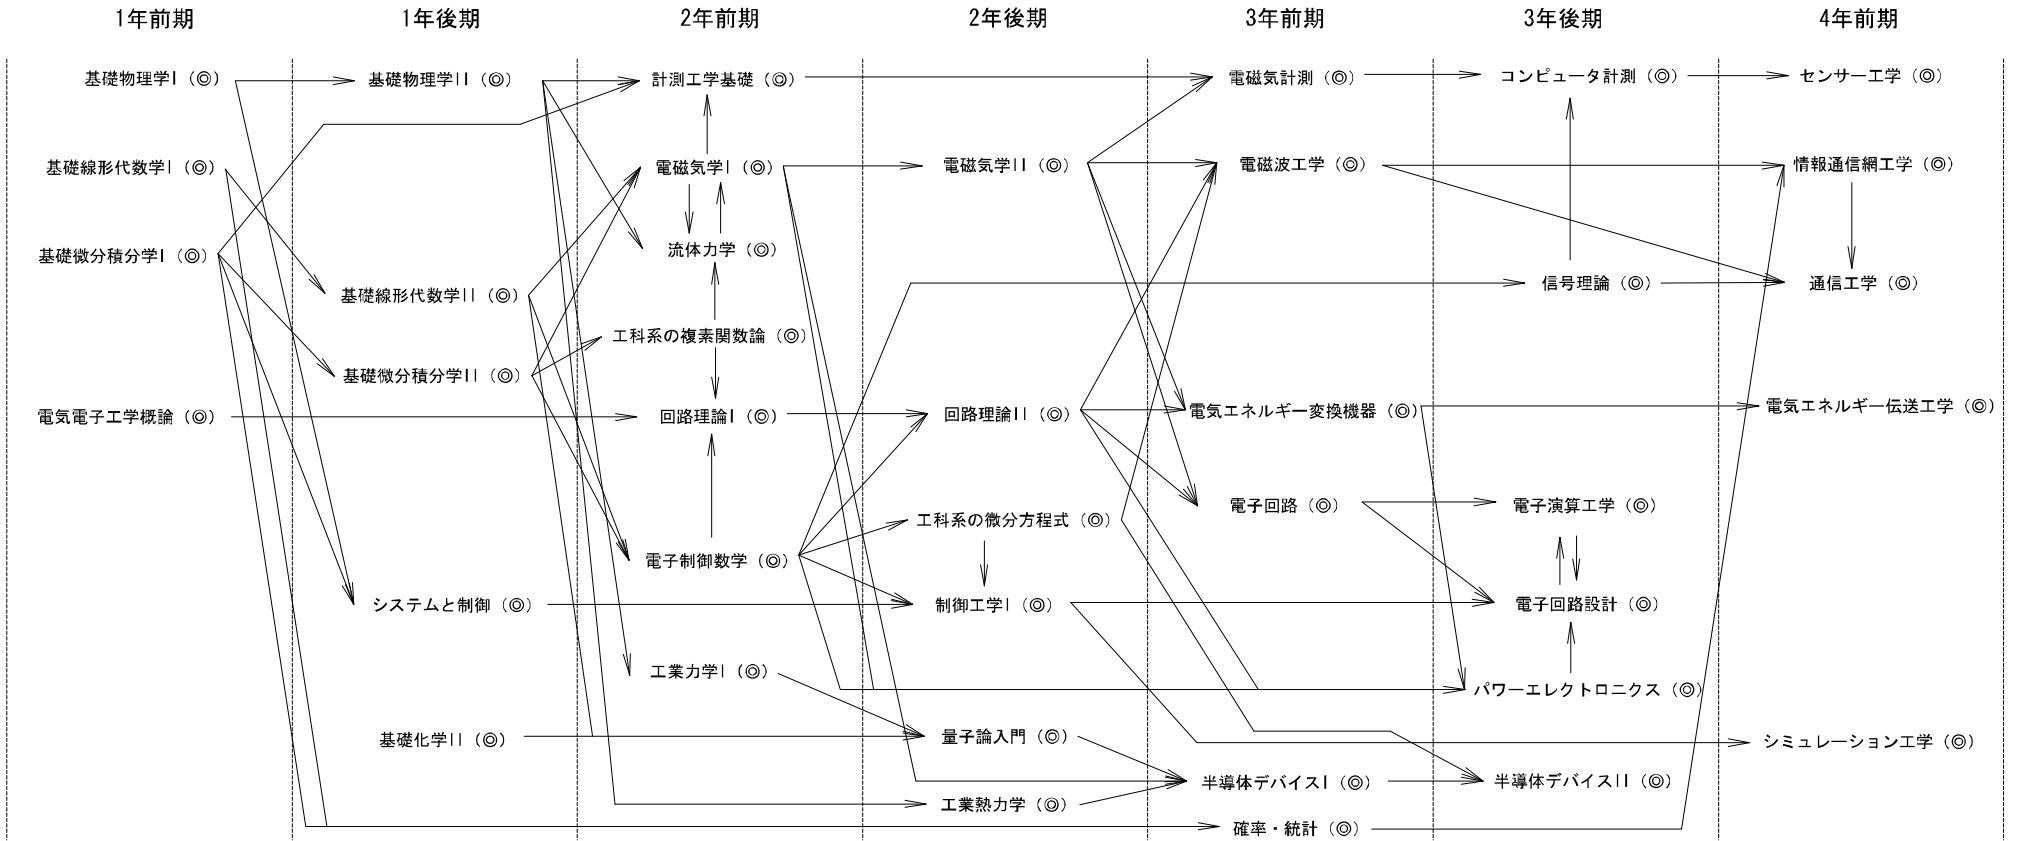 1年前期 1年後期 2年前期 2年後期 3年前期 3年後期 4年前期
基礎物理学I（◎） 基礎物理学II（◎） 計測工学基礎（◎） 電磁気計測（◎） コンピュータ計測（◎） センサー工学（◎）
基礎線形代数学I（◎） 電磁気学I（◎） 電磁気学II（◎） 電磁波工学（◎） 情報通信網工学（◎）
基礎微分積分学I（◎） 流体力学（◎）
基礎線形代数学II（◎） 信号理論（◎） 通信工学（◎）
工科系の複素関数論（◎）
基礎微分積分学II（◎）
電気電子工学概論（◎） 回路理論I（◎） 回路理論II（◎） 電気エネルギー変換機器（◎） 電気エネルギー伝送工学（◎）
電子回路（◎） 電子演算工学（◎）
工科系の微分方程式（◎）
電子制御数学（◎）
システムと制御（◎） 制御工学I（◎） 電子回路設計（◎）
工業力学I（◎） パワーエレクトロニクス（◎）
基礎化学II（◎） 量子論入門（◎） シミュレーション工学（◎）
半導体デバイスI（◎） 半導体デバイスII（◎）
工業熱力学（◎）
確率・統計（◎）